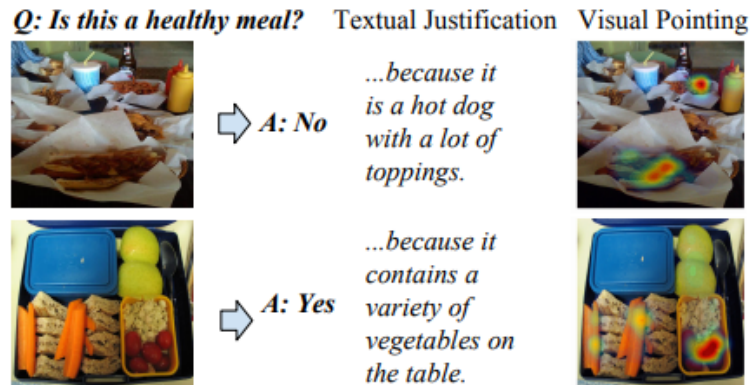 Q: Is this a healthy meal? Textual Justification Visual Pointing
A: No
...because it
is a hot dog
with a lot of
toppings.
A: Yes
...because it
contains a
variety of
vegetables on
the table.